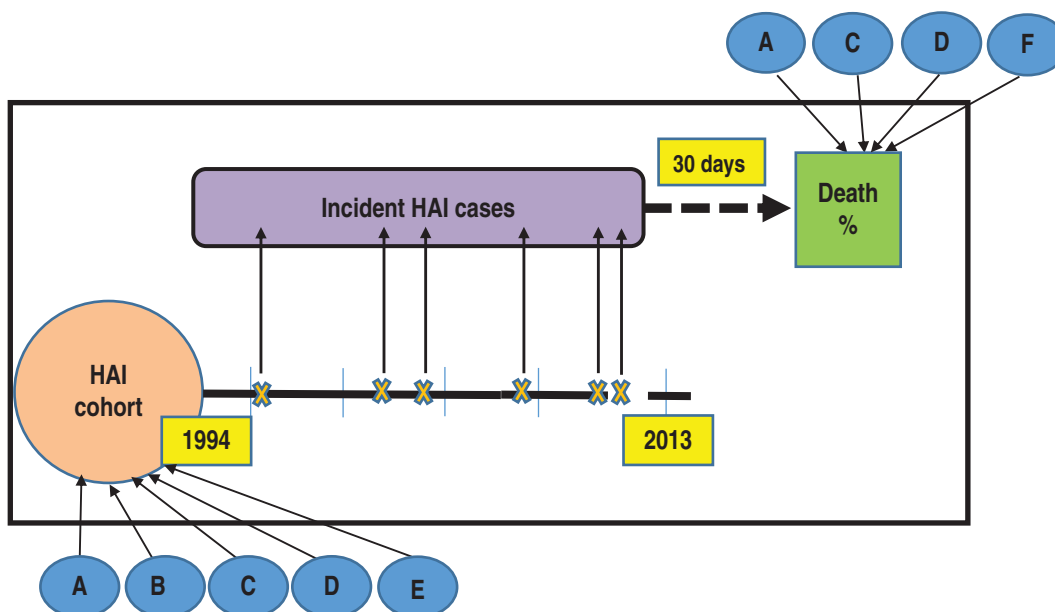 A
C
D
F
30 days
Incident HAI cases
Death
%
HAI
cohort
1994
2013
A
B
C
D
E